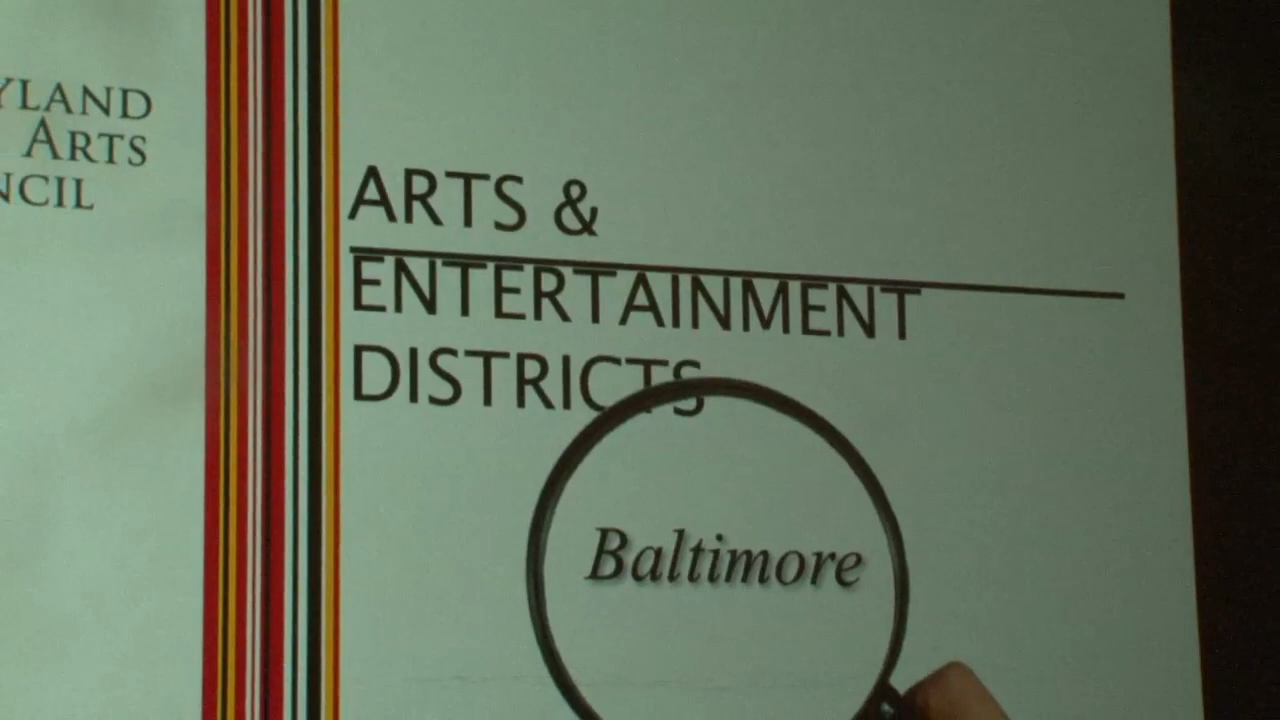 YLAND
ARTS
NCIL
ARTS &
ENTERTAINMENT
DISTRICTS
Baltimore